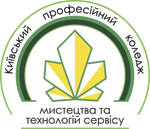 Київський професійний коледж
мистецтва та
технологій сервісу